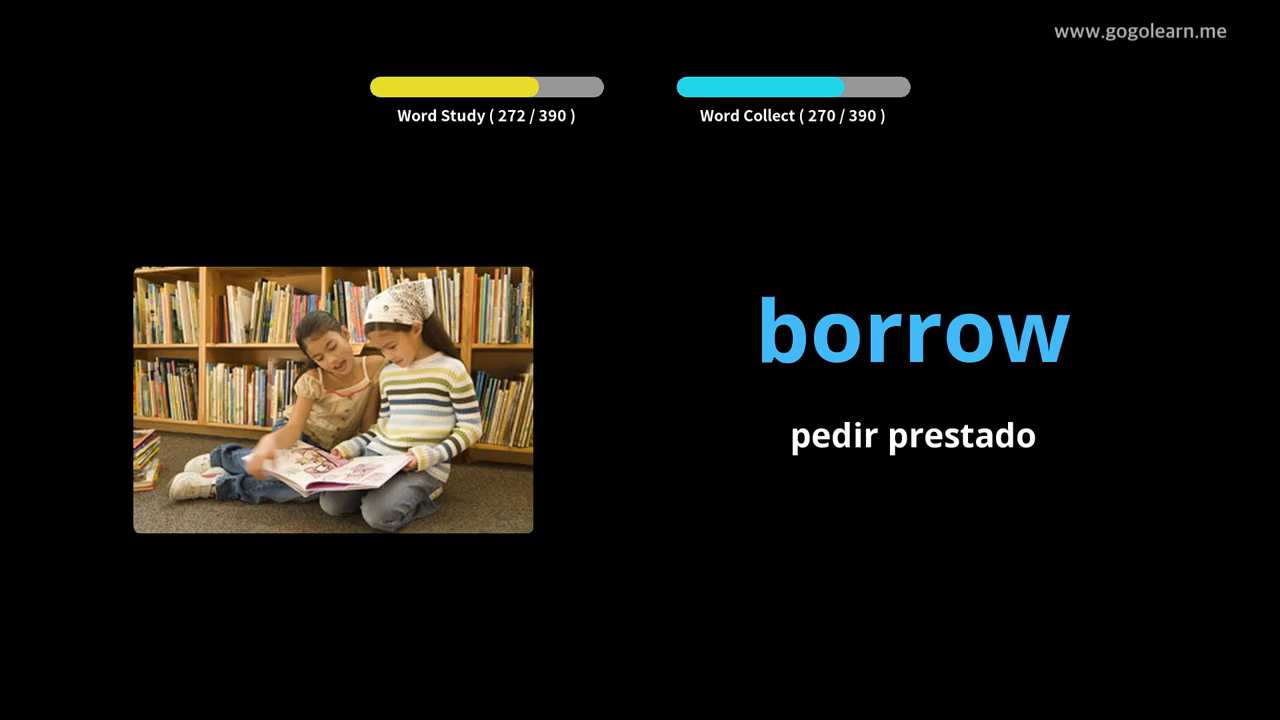 www.gogolearn.me
Word Study ( 272 / 390 )
Word Collect ( 270 / 390 )
borrow
pedir prestado